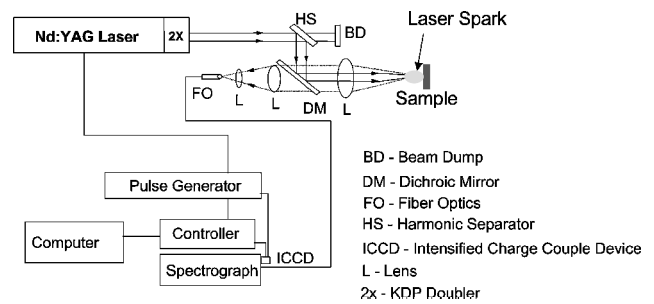 Nd:YAG Laser
2X
HS
BD
Laser Spark
FO
L
L
DM
L
Sample
Pulse Generator
Controller
Computer
ICCD
Spectrograph
BD - Beam Dump
DM - Dichroic Mirror
FO - Fiber Optics
HS - Harmonic Separator
ICCD - Intensified Charge Couple Device
L - Lens
2x - KDP Doubler